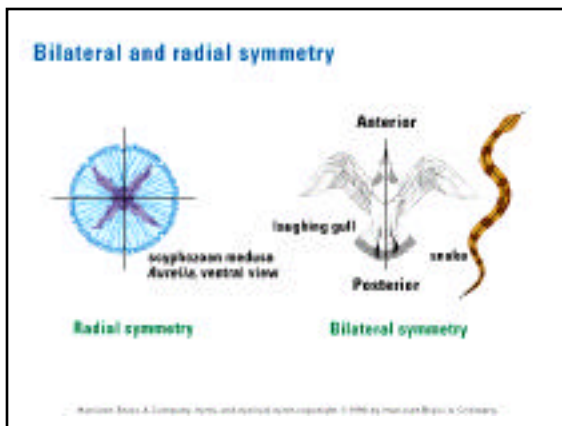 Bilateral and radial symmetry
Anterior
laughing gull
scyphozoan medusa
Aurelia, ventral view
snake
Posterior
Radial symmetry
Bilateral symmetry